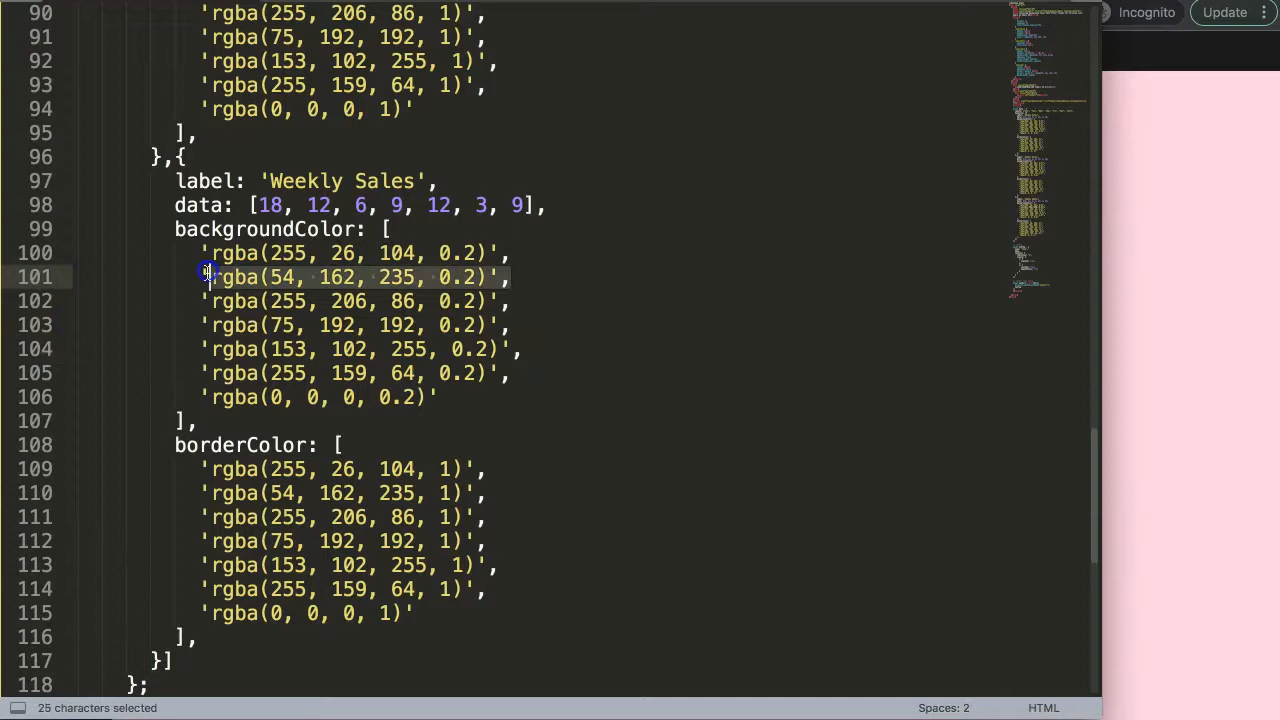 Incognito Update
90 'rgba(255, 206, 86, 1)',
91 'rgba(75, 192, 192, 1)',
92 'rgba(153, 102, 255, 1)',
93 'rgba(255, 159, 64, 1)',
94 'rgba(0, 0, 0, 1)'
95 ],
96 },{
97 label: 'Weekly Sales',
98 data: [18, 12, 6, 9, 12, 3, 9],
99 backgroundColor: [
100 'rgba(255, 26, 104, 0.2)',
101 'rgba(54, 162, 235, 0.2)',
102 'rgba(255, 206, 86, 0.2)',
103 'rgba(75, 192, 192, 0.2)',
104 'rgba(153, 102, 255, 0.2)',
105 'rgba(255, 159, 64, 0.2)',
106 'rgba(0, 0, 0, 0.2)'
107 ],
108 borderColor: [
109 'rgba(255, 26, 104, 1)',
110 'rgba(54, 162, 235, 1)',
111 'rgba(255, 206, 86, 1)',
112 'rgba(75, 192, 192, 1)',
113 'rgba(153, 102, 255, 1)',
114 'rgba(255, 159, 64, 1)',
115 'rgba(0, 0, 0, 1)'
116 ],
117 }]
118 };
25 characters selected Spaces: 2 HTML